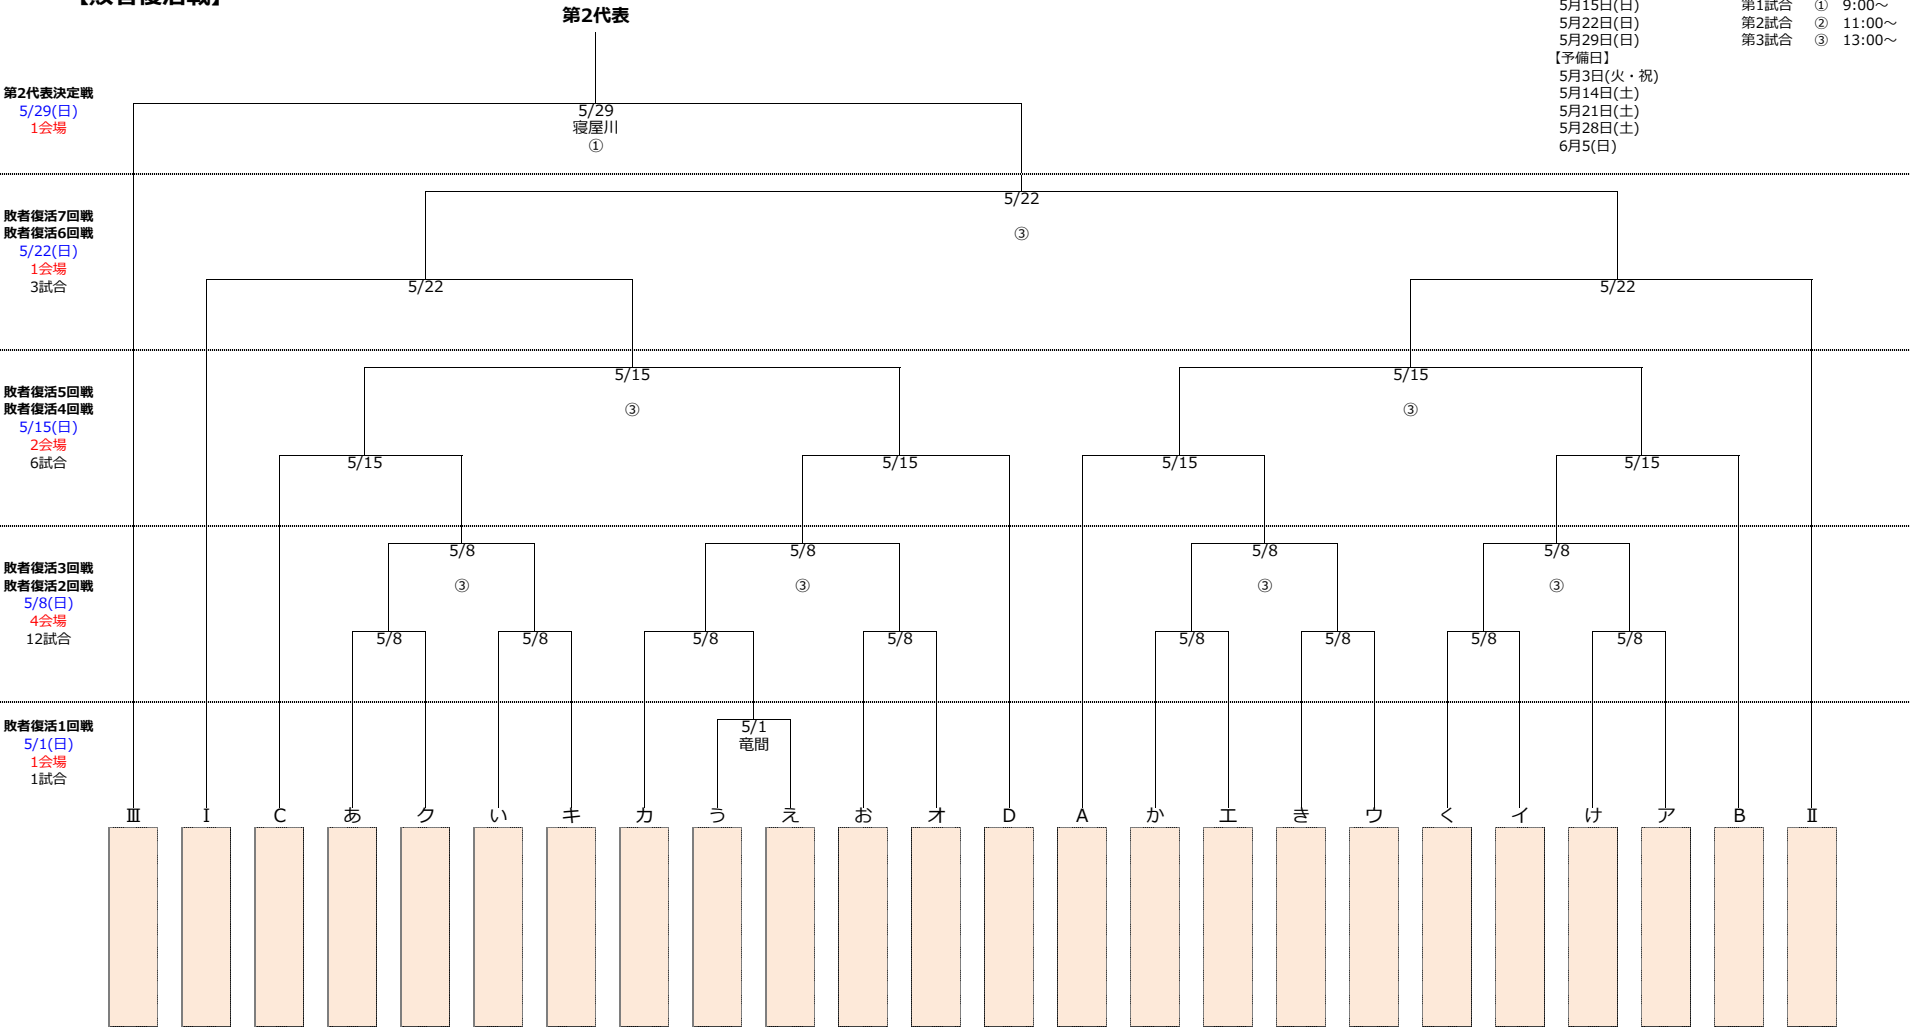 【敗者復活戦】
第2代表
5月15日(日) 第1試合 ① 9:00～
5月22日(日) 第2試合 ② 11:00～
5月29日(日) 第3試合 ③ 13:00～
【予備日】
5月3日(火・祝)
5月14日(土)
5月21日(土)
5月28日(土)
6月5(日)
第2代表決定戦
5/29(日)
1会場
5/29
寝屋川
①
敗者復活7回戦
敗者復活6回戦
5/22(日)
1会場
3試合
5/22
③
5/22 5/22
敗者復活5回戦
敗者復活4回戦
5/15(日)
2会場
6試合
5/15 5/15
③ ③
5/15 5/15 5/15 5/15
敗者復活3回戦
敗者復活2回戦
5/8(日)
4会場
12試合
5/8 5/8 5/8 5/8
③ ③ ③ ③
5/8 5/8 5/8 5/8 5/8 5/8 5/8 5/8
敗者復活1回戦
5/1(日)
1会場
1試合
5/1
竜間
Ⅲ Ⅰ C あ ク い キ カ う え お オ D A か エ き ウ く イ け ア B Ⅱ